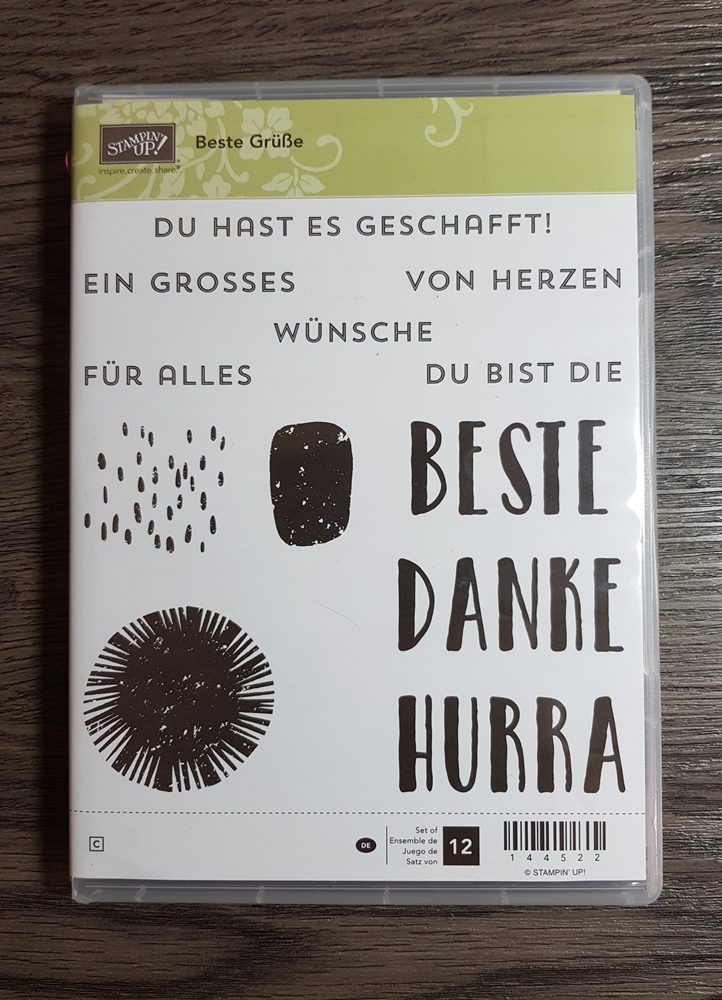 STAMPIN' UP!®
inspire.create.share.®
Beste Grüße
DU HAST ES GESCHAFFT!
EIN GROSSES
VON HERZEN
WÜNSCHE
FÜR ALLES
DU BIST DIE
BESTE
DANKE
HURRA
C
DE
Set of
Ensemble de
Juego de
Satz von
12
144522
© STAMPIN' UP!